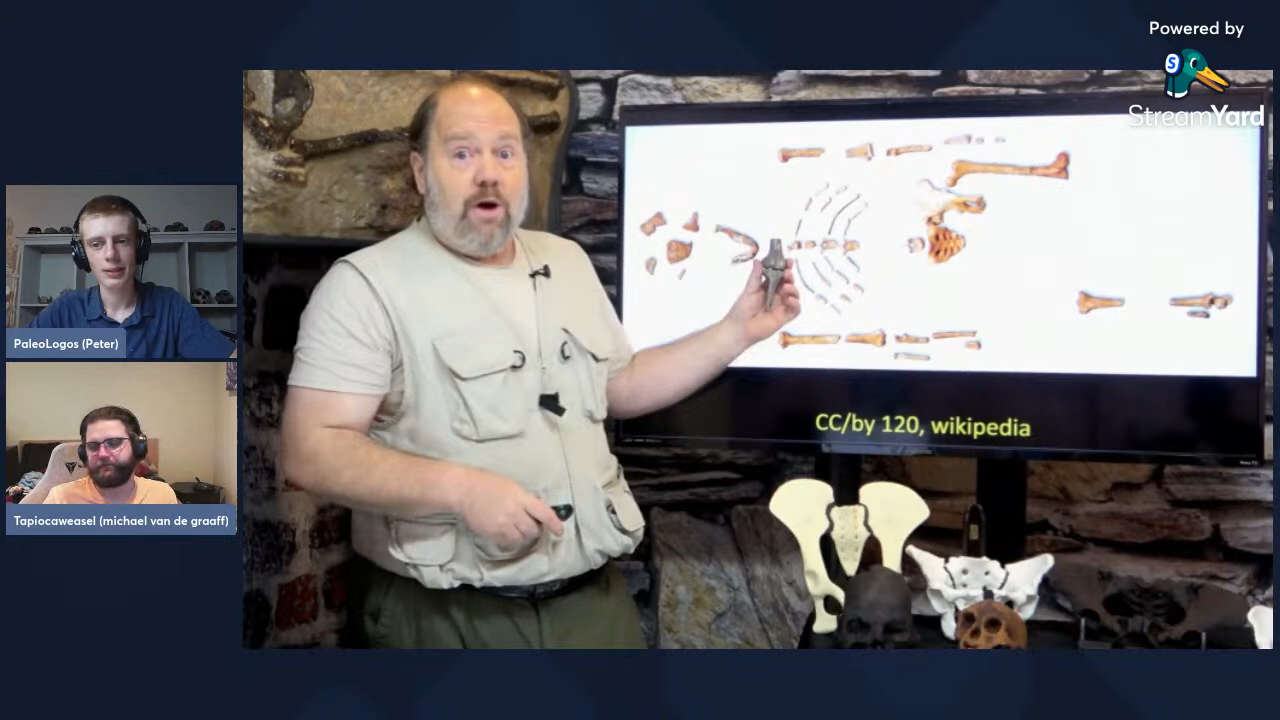 Powered by
S
StreamYard
PaleoLogos (Peter)
Tapiocaweasel (michael van de graaff)
CC/by 120, wikipedia